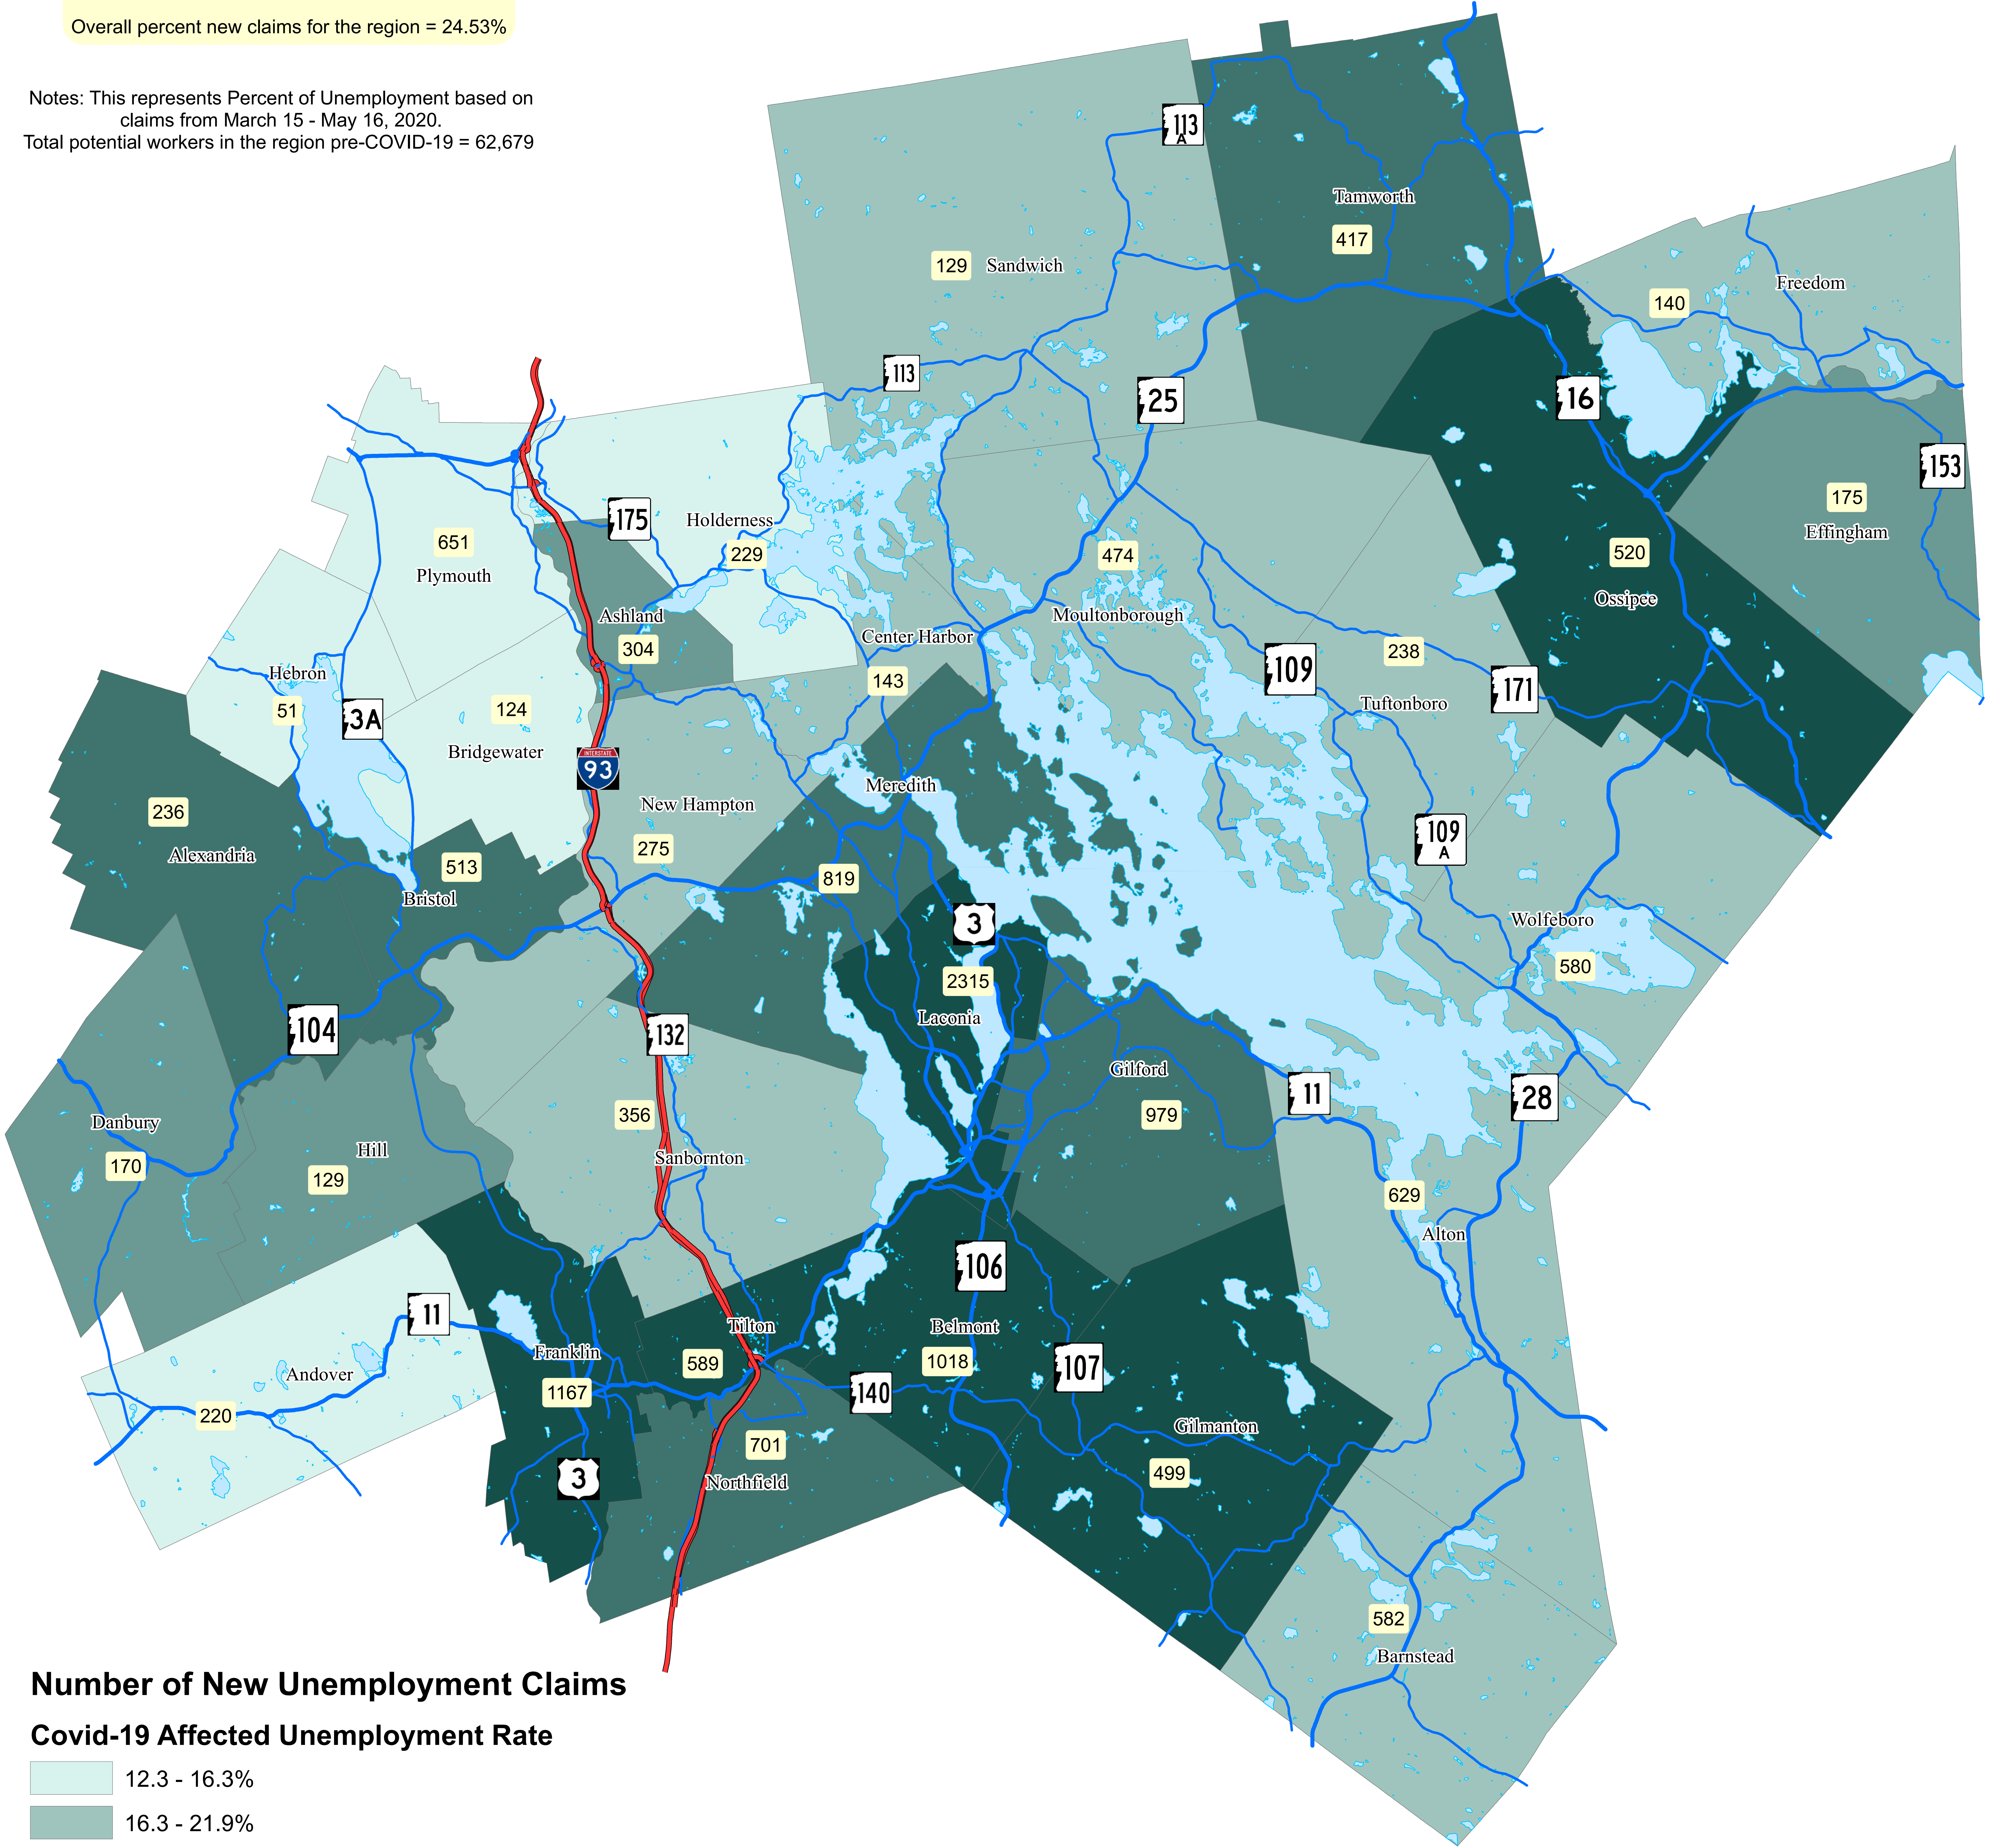 Overall percent new claims for the region = 24.53%
Notes: This represents Percent of Unemployment based on
claims from March 15 - May 16, 2020.
Total potential workers in the region pre-COVID-19 = 62,679
113
A
Tamworth
417
129
Sandwich
Freedom
140
113
25
16
153
175
Effingham
175
Holderness
229
651
Plymouth
474
520
Ossipee
Ashland
304
Moultonborough
Center Harbor
143
109
238
171
Tuftonboro
Hebron
51
3A
124
Bridgewater
INTERSTATE
93
New Hampton
275
Meredith
819
236
Alexandria
513
Bristol
109
A
Wolfeboro
580
3
2315
Laconia
104
132
Gilford
979
11
28
Danbury
170
Hill
129
356
Sanbornton
629
Alton
106
11
Tilton
589
Belmont
1018
107
Franklin
1167
140
Andover
220
Gilmanton
499
701
Northfield
3
582
Barnstead
Number of New Unemployment Claims
Covid-19 Affected Unemployment Rate
12.3 - 16.3%
16.3 - 21.9%